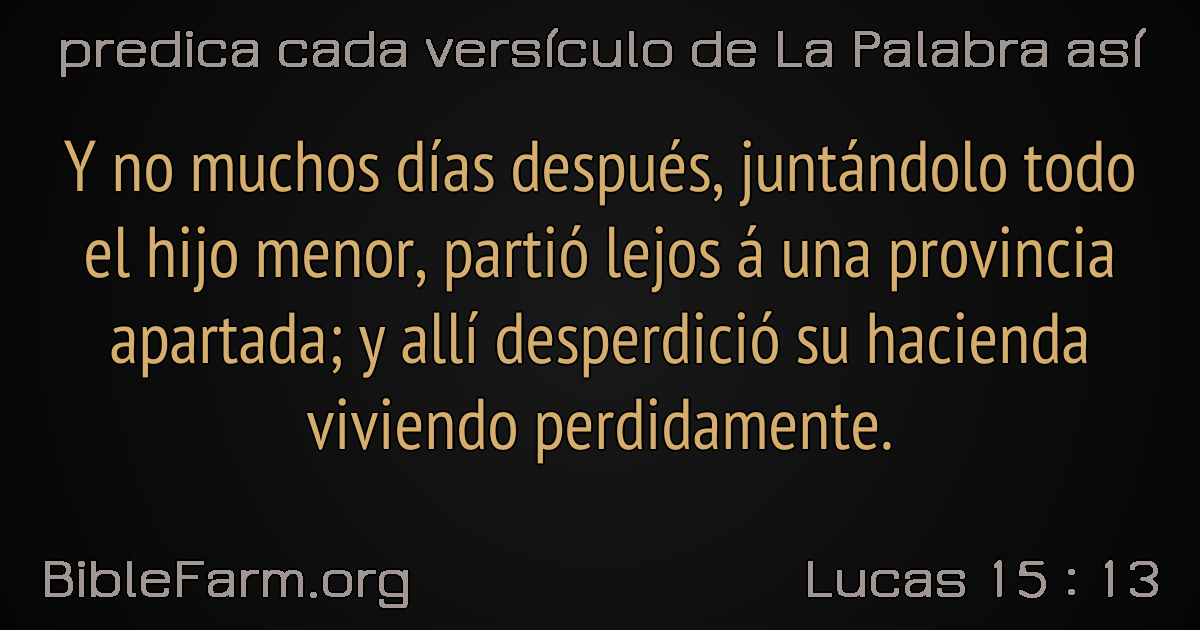 predica cada versículo de La Palabra así
Y no muchos días después, juntándolo todo
el hijo menor, partió lejos á una provincia
apartada; y allí desperdició su hacienda
viviendo perdidamente.
BibleFarm.org
Lucas 15 : 13